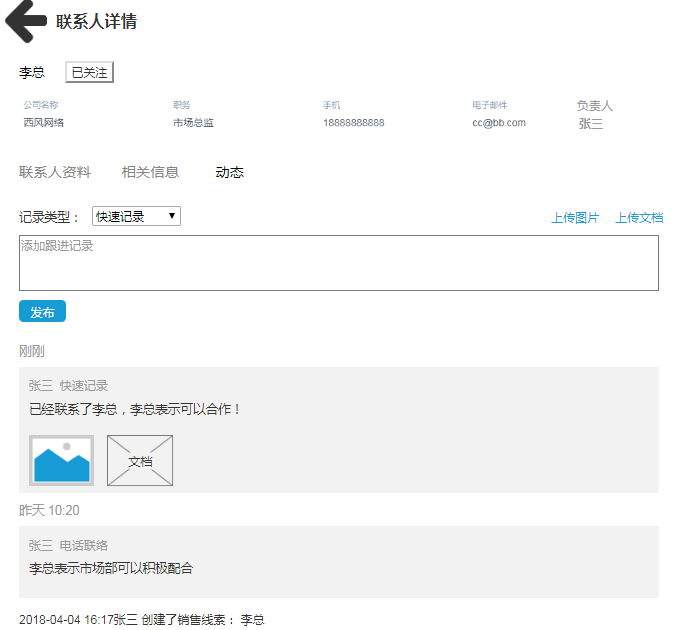 联系人详情
李总 已关注
公司名称 职务 手机 电子邮件 负责人
西风网络 市场总监 18888888888 cc@bb.com 张三
联系人资料 相关信息 动态
记录类型： 快速记录 上传图片 上传文档
添加跟进记录
发布
刚刚
张三 快速记录
已经联系了李总，李总表示可以合作！
文档
昨天 10:20
张三 电话联络
李总表示市场部可以积极配合
2018-04-04 16:17张三 创建了销售线索： 李总